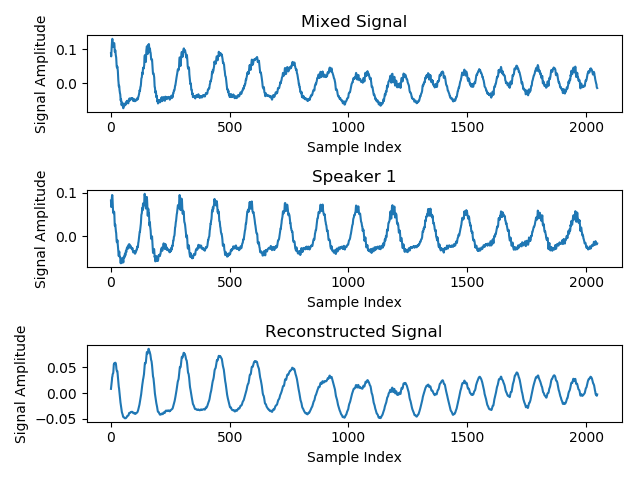 Mixed Signal
Signal Amplitude
0.1
0.0
0
500
1000
1500
2000
Sample Index
Speaker 1
Signal Amplitude
0.1
0.0
0
500
1000
1500
2000
Sample Index
Reconstructed Signal
Signal Amplitude
0.05
0.00
−0.05
0
500
1000
1500
2000
Sample Index